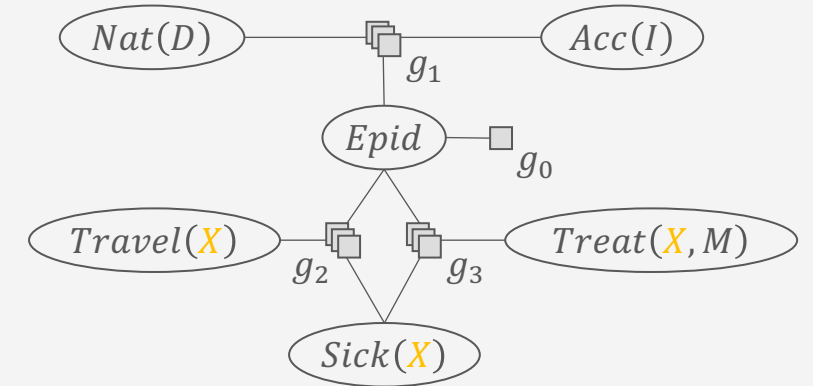 Nat(D)
Acc(I)
g₁
Epid
g₀
Travel(X)
Treat(X, M)
g₂
g₃
Sick(X)